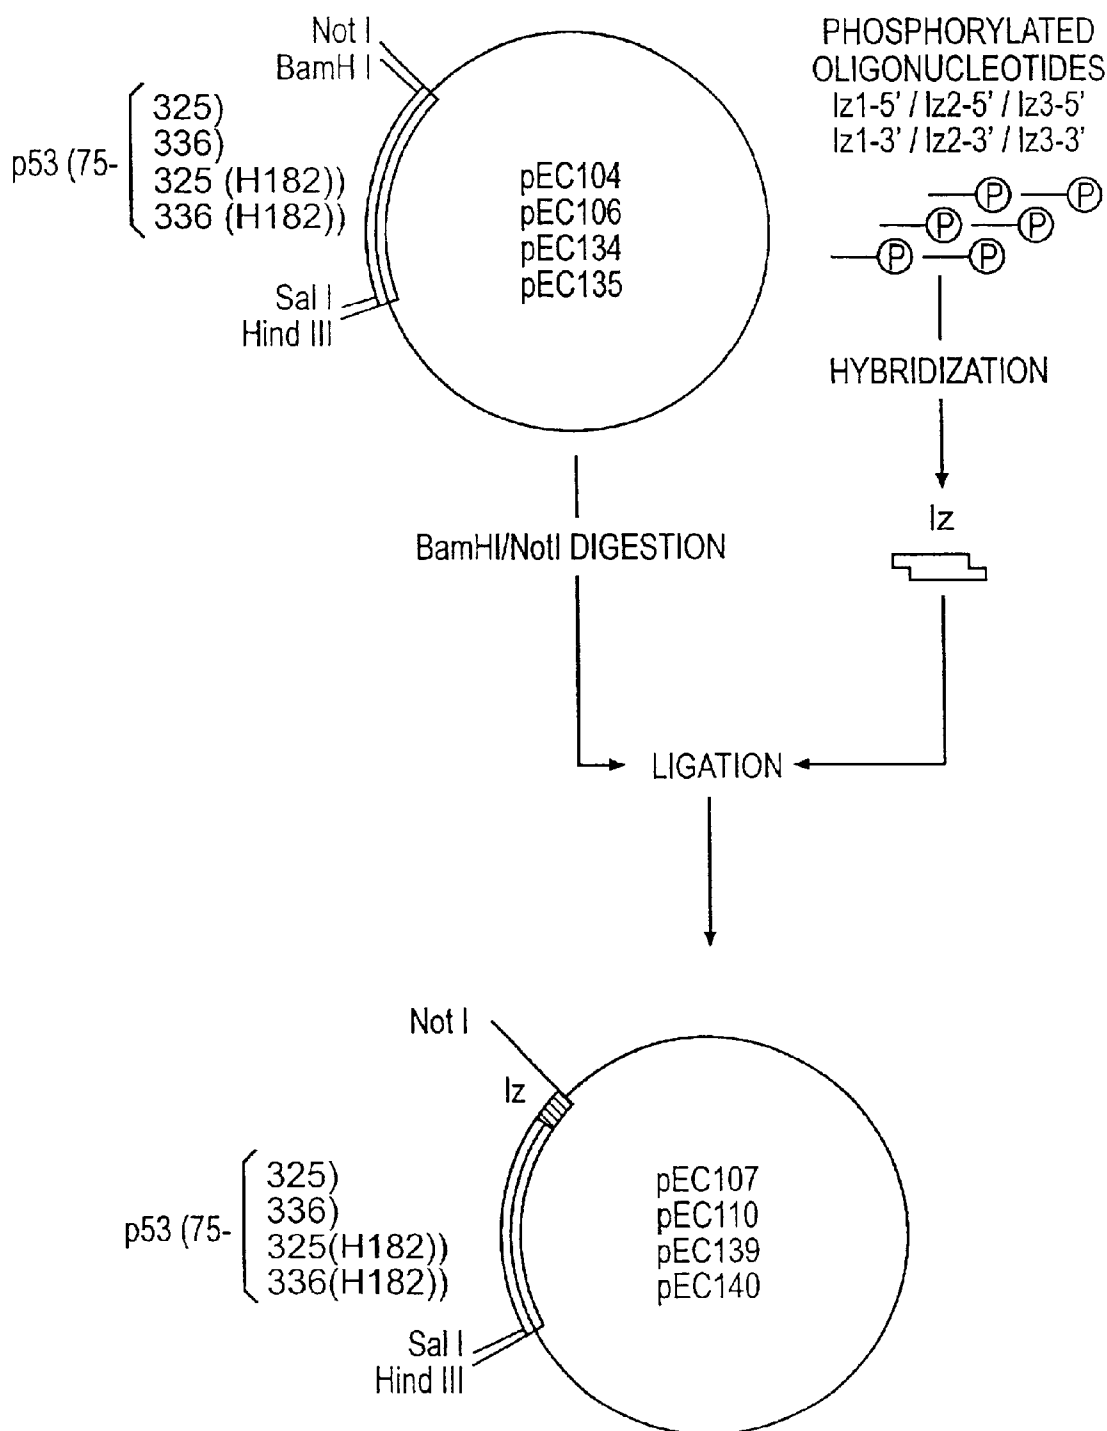 Not I
BamH I
p53 (75-
325)
336)
325 (H182))
336 (H182))
Sal I
Hind III
pEC104
pEC106
pEC134
pEC135
PHOSPHORYLATED
OLIGONUCLEOTIDES
Iz1-5' / Iz2-5' / Iz3-5'
Iz1-3' / Iz2-3' / Iz3-3'
P P
P P
P P
HYBRIDIZATION
Iz
BamHI/NotI DIGESTION
LIGATION
Not I
Iz
p53 (75-
325)
336)
325(H182))
336(H182))
Sal I
Hind III
pEC107
pEC110
pEC139
pEC140